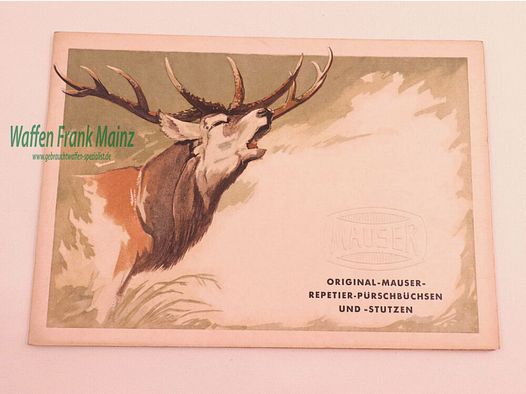 Waffen Frank Mainz
www.gebrauchtwaffen-spezialist.de
MAUSER
ORIGINAL-MAUSER-
REPETIER-PÜRSCHBÜCHSEN
UND -STUTZEN